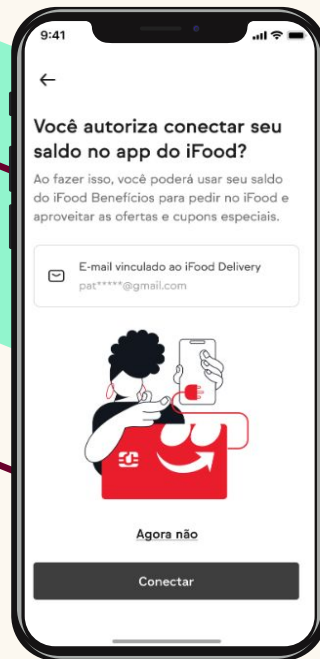 9:41
Você autoriza conectar seu
saldo no app do iFood?
Ao fazer isso, você poderá usar seu saldo
do iFood Benefícios para pedir no iFood e
aproveitar as ofertas e cupons especiais.
E-mail vinculado ao iFood Delivery
pat*****@gmail.com
Agora não
Conectar